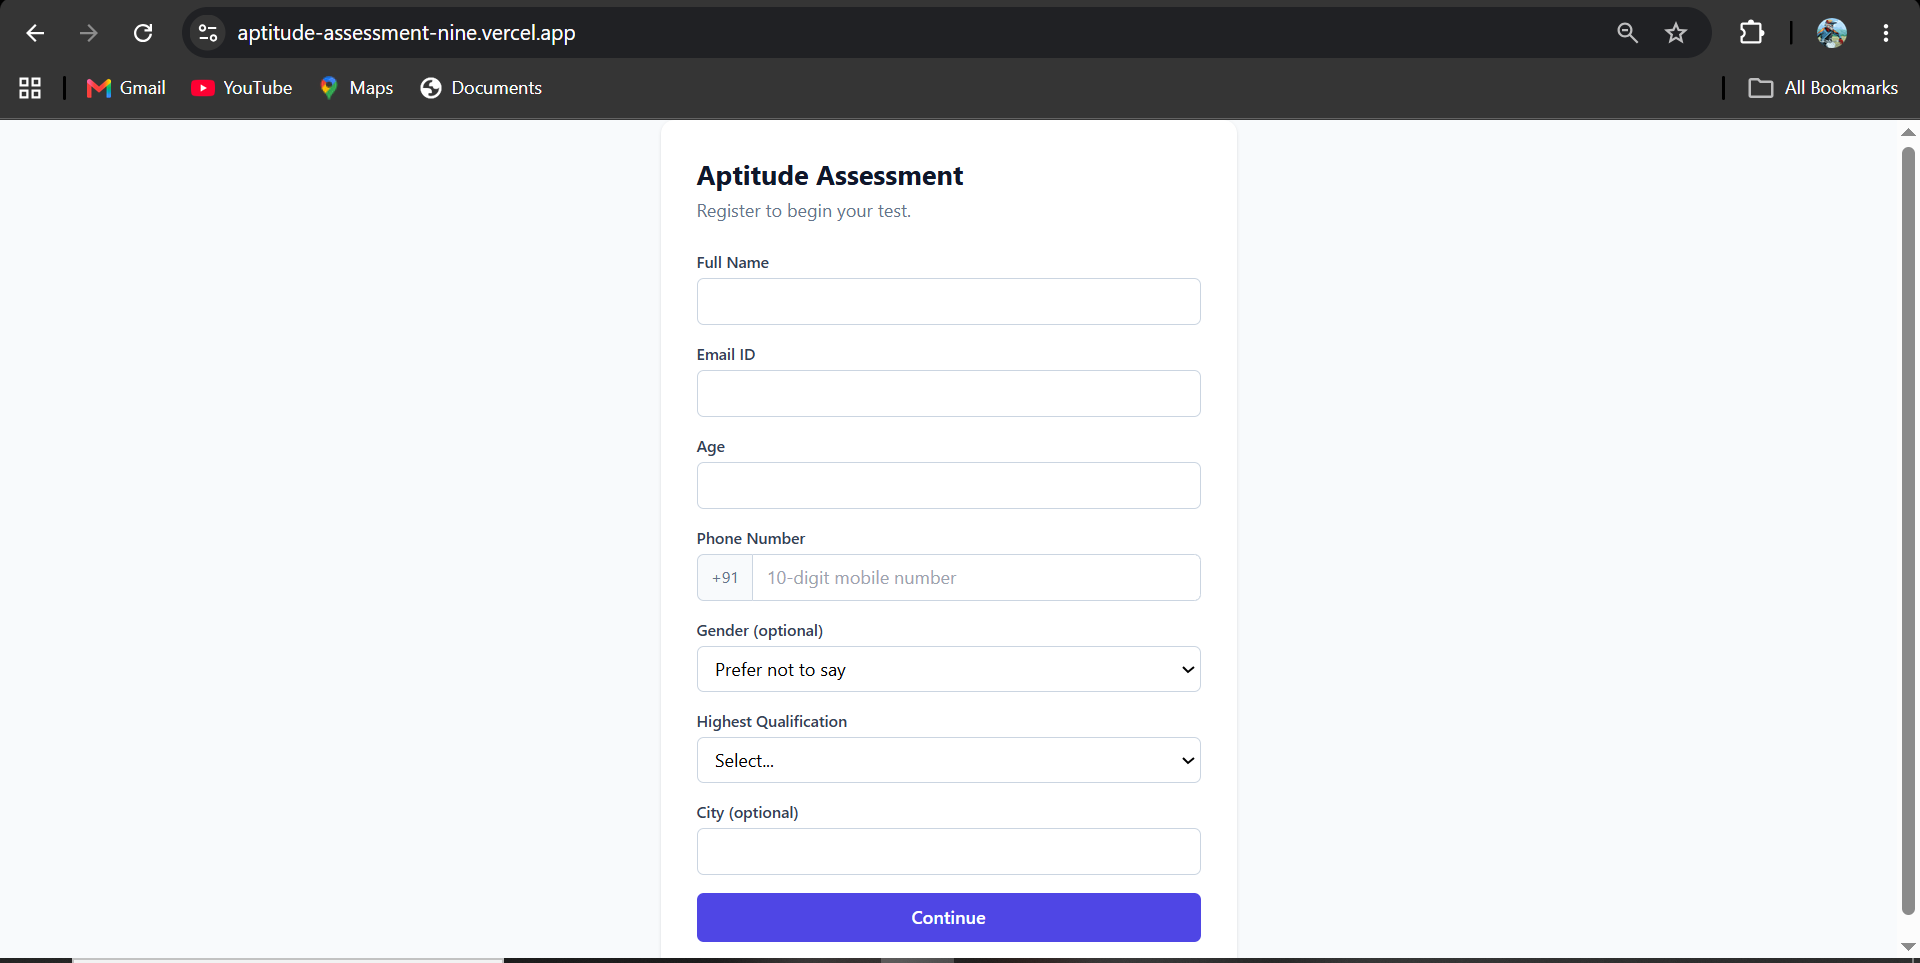 aptitude-assessment-nine.vercel.app
Gmail YouTube Maps Documents All Bookmarks
Aptitude Assessment
Register to begin your test.
Full Name
Email ID
Age
Phone Number
+91 10-digit mobile number
Gender (optional)
Prefer not to say
Highest Qualification
Select...
City (optional)
Continue